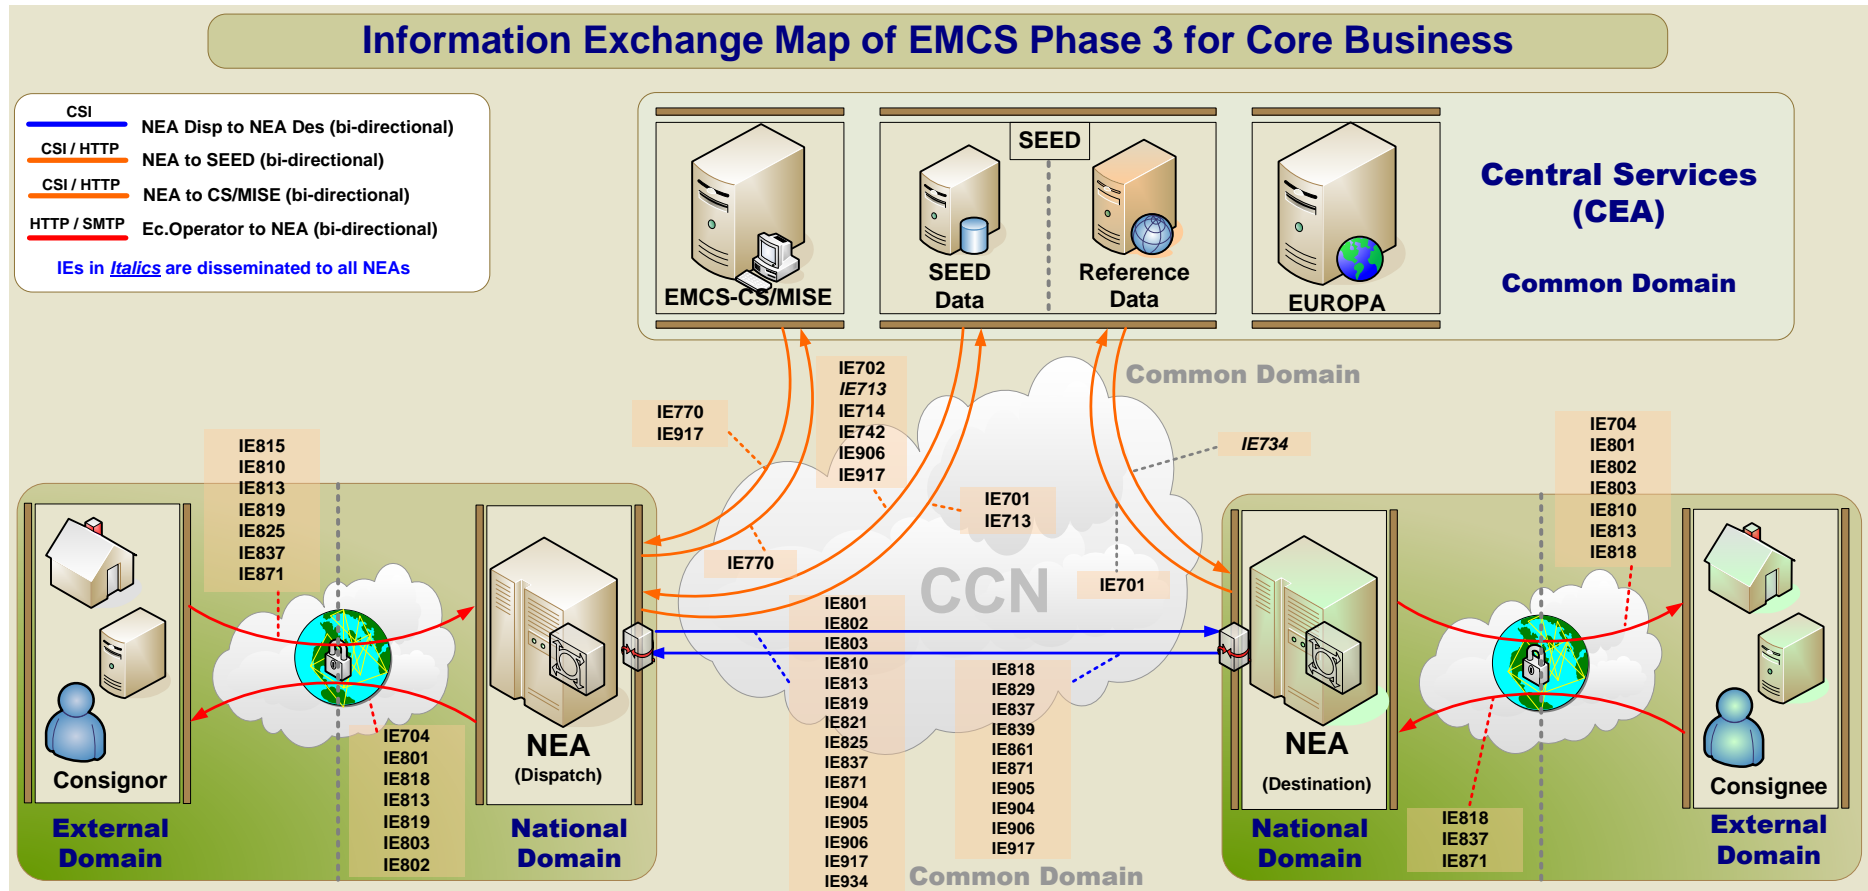 Information Exchange Map of EMCS Phase 3 for Core Business
CSI
NEA Disp to NEA Des (bi-directional)
CSI / HTTP
NEA to SEED (bi-directional)
CSI / HTTP
NEA to CS/MISE (bi-directional)
HTTP / SMTP
Ec.Operator to NEA (bi-directional)
IEs in Italics are disseminated to all NEAs
EMCS-CS/MISE
SEED
SEED
Data
Reference
Data
EUROPA
Central Services
(CEA)
Common Domain
Common Domain
IE702
IE713
IE714
IE742
IE906
IE917
IE770
IE917
IE734
IE701
IE713
IE770
IE701
CCN
IE815
IE810
IE813
IE819
IE825
IE837
IE871
Consignor
External
Domain
IE704
IE801
IE818
IE813
IE819
IE803
IE802
NEA
(Dispatch)
National
Domain
IE801
IE802
IE803
IE810
IE813
IE819
IE821
IE825
IE837
IE871
IE904
IE905
IE906
IE917
IE934
IE818
IE829
IE837
IE839
IE861
IE871
IE905
IE904
IE906
IE917
Common Domain
NEA
(Destination)
National
Domain
IE704
IE801
IE802
IE803
IE810
IE813
IE818
IE818
IE837
IE871
Consignee
External
Domain